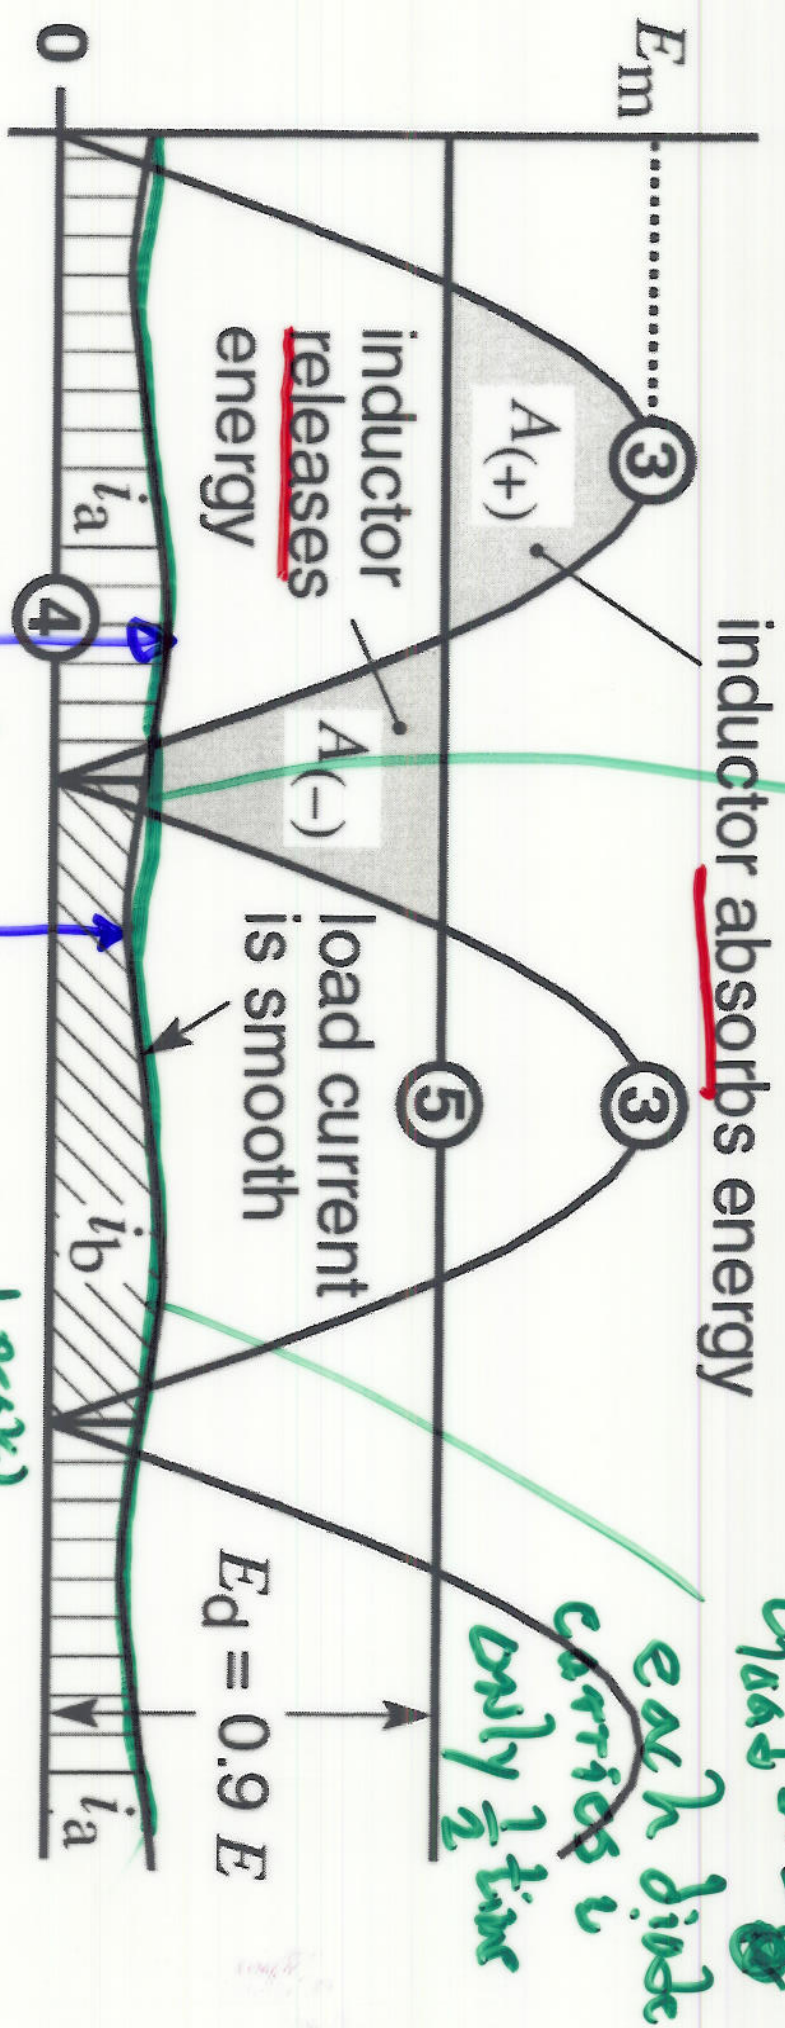 E_m
0
inductor absorbs energy
③
③
A(+)
inductor
releases
energy
A(−)
⑤
load current
is smooth
E_d = 0.9 E
i_a
④
i_b
i_a
each diode
carries i
only 1/2 time